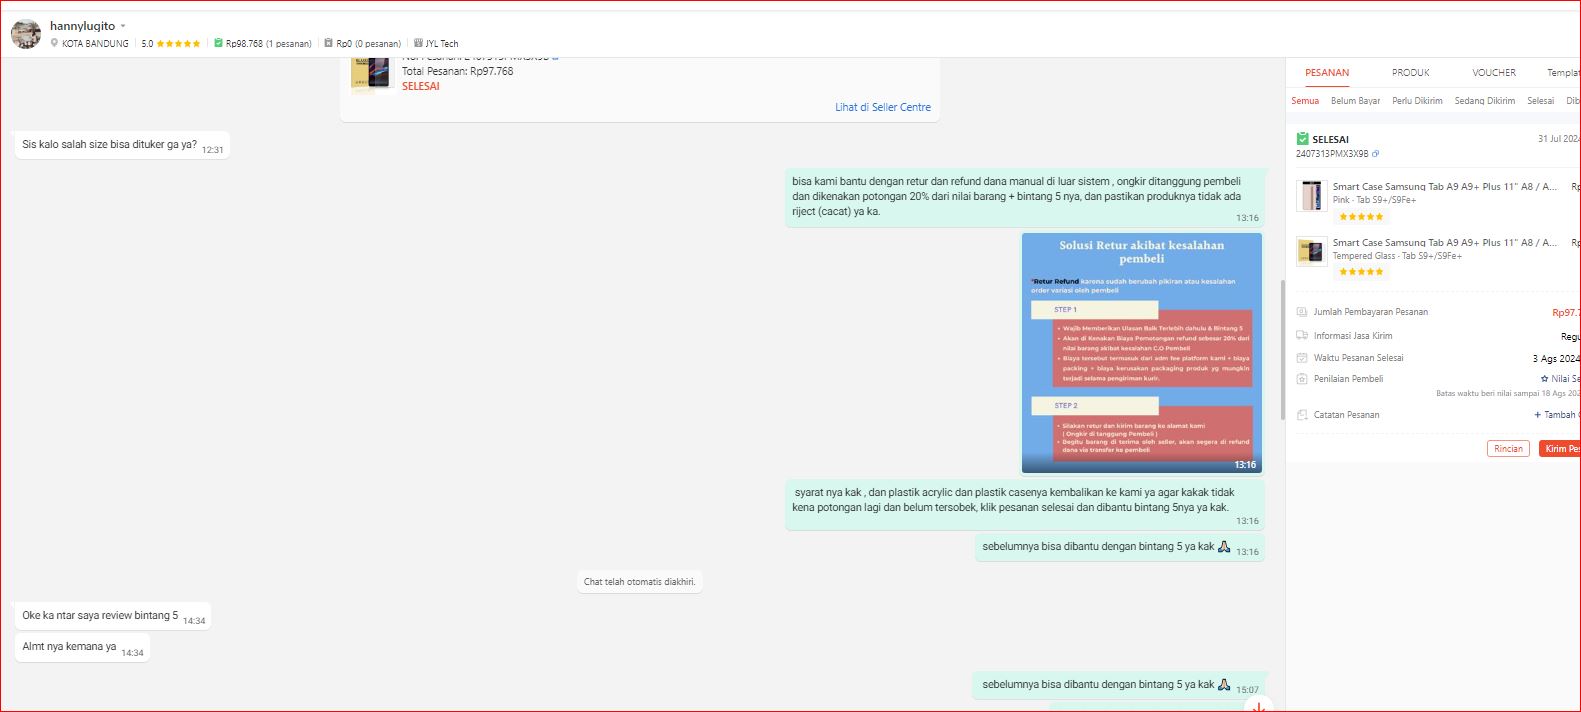 hannylugito
KOTA BANDUNG
5.0
Rp98.768 (1 pesanan)
Rp0 (0 pesanan)
JYL Tech
Total Pesanan: Rp97.768
SELESAI
Lihat di Seller Centre
Sis kalo salah size bisa dituker ga ya?
12:31
bisa kami bantu dengan retur dan refund dana manual di luar sistem , ongkir ditanggung pembeli
dan dikenakan potongan 20% dari nilai barang + bintang 5 nya, dan pastikan produknya tidak ada
riject (cacat) ya ka.
13:16
Solusi Retur akibat kesalahan
pembeli
*Retur Refund karena sudah berubah pikiran atau kesalahan
order variasi oleh pembeli
STEP 1
• Wajib Memberikan Ulasan Baik Terlebih dahulu & Bintang 5
• Akan di Kenakan Biaya Pemotongan refund sebesar 20% dari
nilai barang akibat kesalahan C.O Pembeli
• Biaya tersebut termasuk dari adm fee platform kami + biaya
packing + biaya kerusakan packaging produk yg mungkin
terjadi selama pengiriman kurir.
STEP 2
• Silakan retur dan kirim barang ke alamat kami
( Ongkir di tanggung Pembeli )
• Begitu barang di terima oleh seller, akan segera di refund
dana via transfer ke pembeli
13:16
syarat nya kak , dan plastik acrylic dan plastik casenya kembalikan ke kami ya agar kakak tidak
kena potongan lagi dan belum tersobek, klik pesanan selesai dan dibantu bintang 5nya ya kak.
13:16
sebelumnya bisa dibantu dengan bintang 5 ya kak 🙏
13:16
Chat telah otomatis diakhiri.
Oke ka ntar saya review bintang 5
14:34
Almt nya kemana ya
14:34
sebelumnya bisa dibantu dengan bintang 5 ya kak 🙏
15:07
PESANAN PRODUK VOUCHER Templat
Semua Belum Bayar Perlu Dikirim Sedang Dikirim Selesai Dib
SELESAI
31 Jul 2024
2407313PMX3X9B
Smart Case Samsung Tab A9 A9+ Plus 11" A8 / A... Rp
Pink - Tab S9+/S9Fe+
Smart Case Samsung Tab A9 A9+ Plus 11" A8 / A... Rp
Tempered Glass - Tab S9+/S9Fe+
Jumlah Pembayaran Pesanan Rp97.7
Informasi Jasa Kirim Regu
Waktu Pesanan Selesai 3 Ags 2024
Penilaian Pembeli Nilai Se
Batas waktu beri nilai sampai 18 Ags 202
Catatan Pesanan + Tambah
Rincian
Kirim Pes